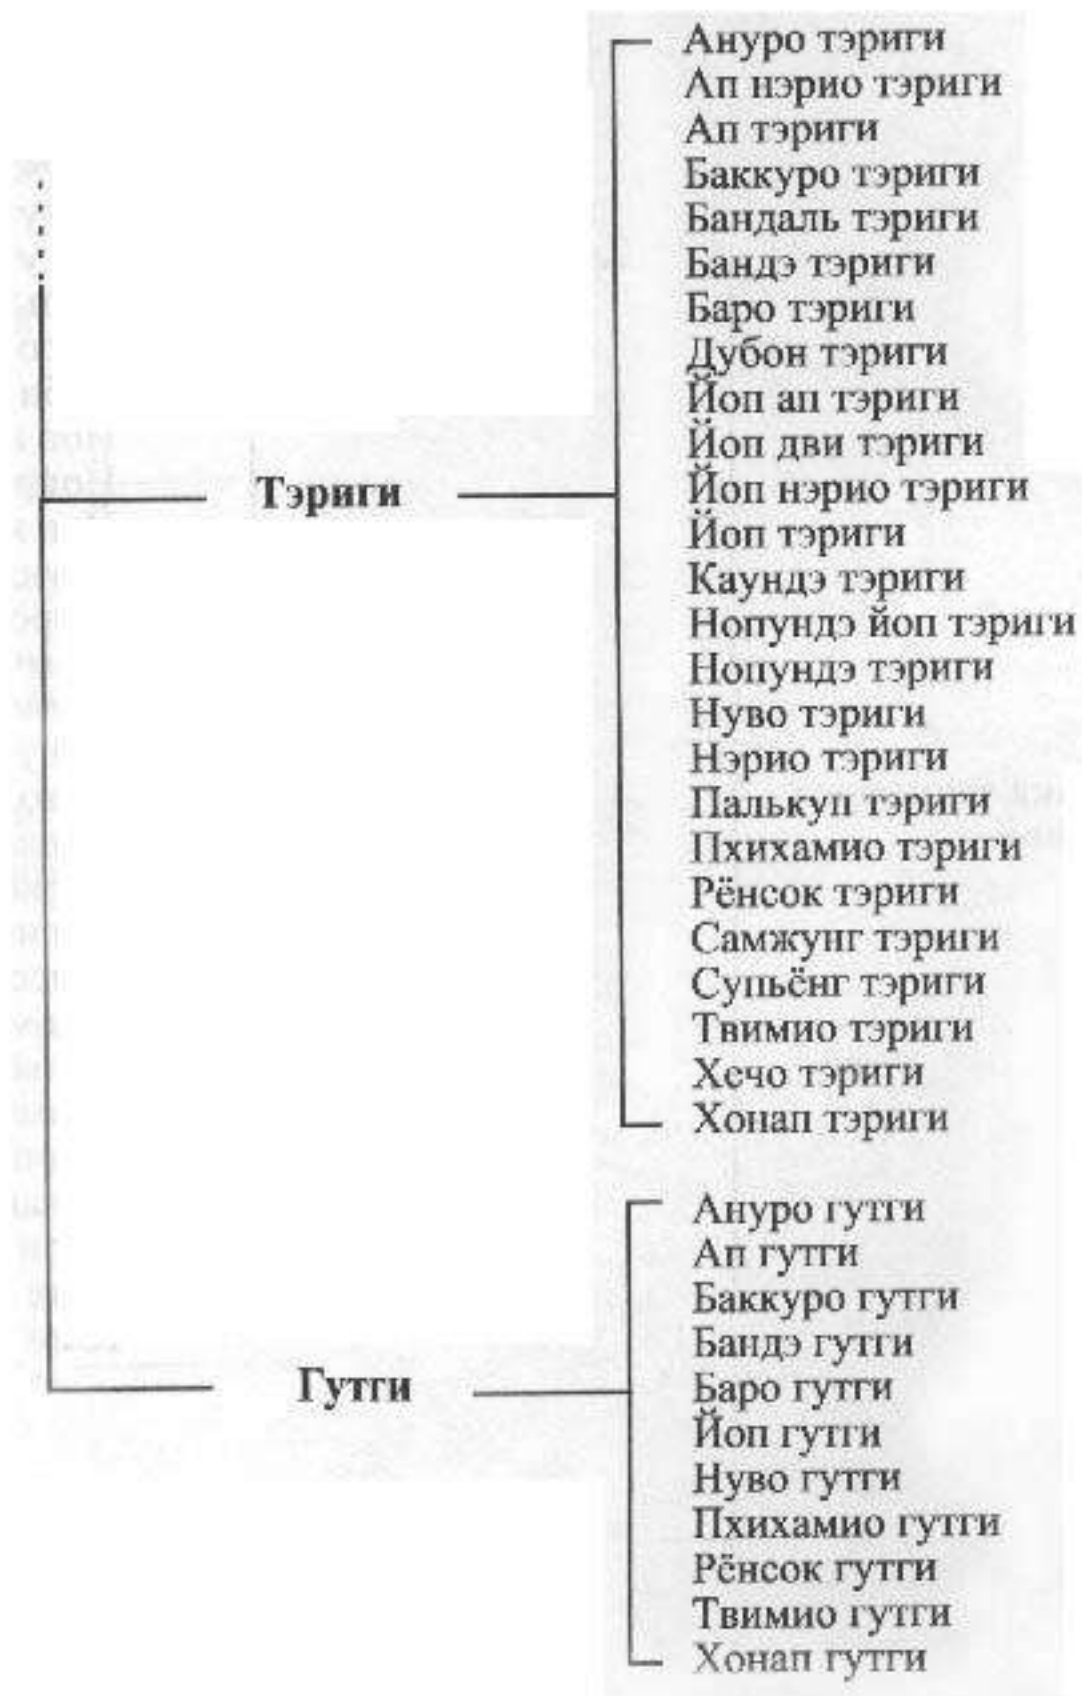 Ануро тэриги
Ап нэрио тэриги
Ап тэриги
Баккуро тэриги
Бандаль тэриги
Бандэ тэриги
Баро тэриги
Дубон тэриги
Йоп ап тэриги
Йоп дви тэриги
Йоп нэрио тэриги
Йоп тэриги
Каундэ тэриги
Нопундэ йоп тэриги
Нопундэ тэриги
Нуво тэриги
Нэрио тэриги
Палькуп тэриги
Пхихамио тэриги
Рёнсок тэриги
Самжунг тэриги
Супьёнг тэриги
Твимио тэриги
Хечо тэриги
Хонап тэриги
Тэриги
Ануро гутги
Ап гутги
Баккуро гутги
Бандэ гутги
Баро гутги
Йоп гутги
Нуво гутги
Пхихамио гутги
Рёнсок гутги
Твимио гутги
Хонап гутги
Гутги